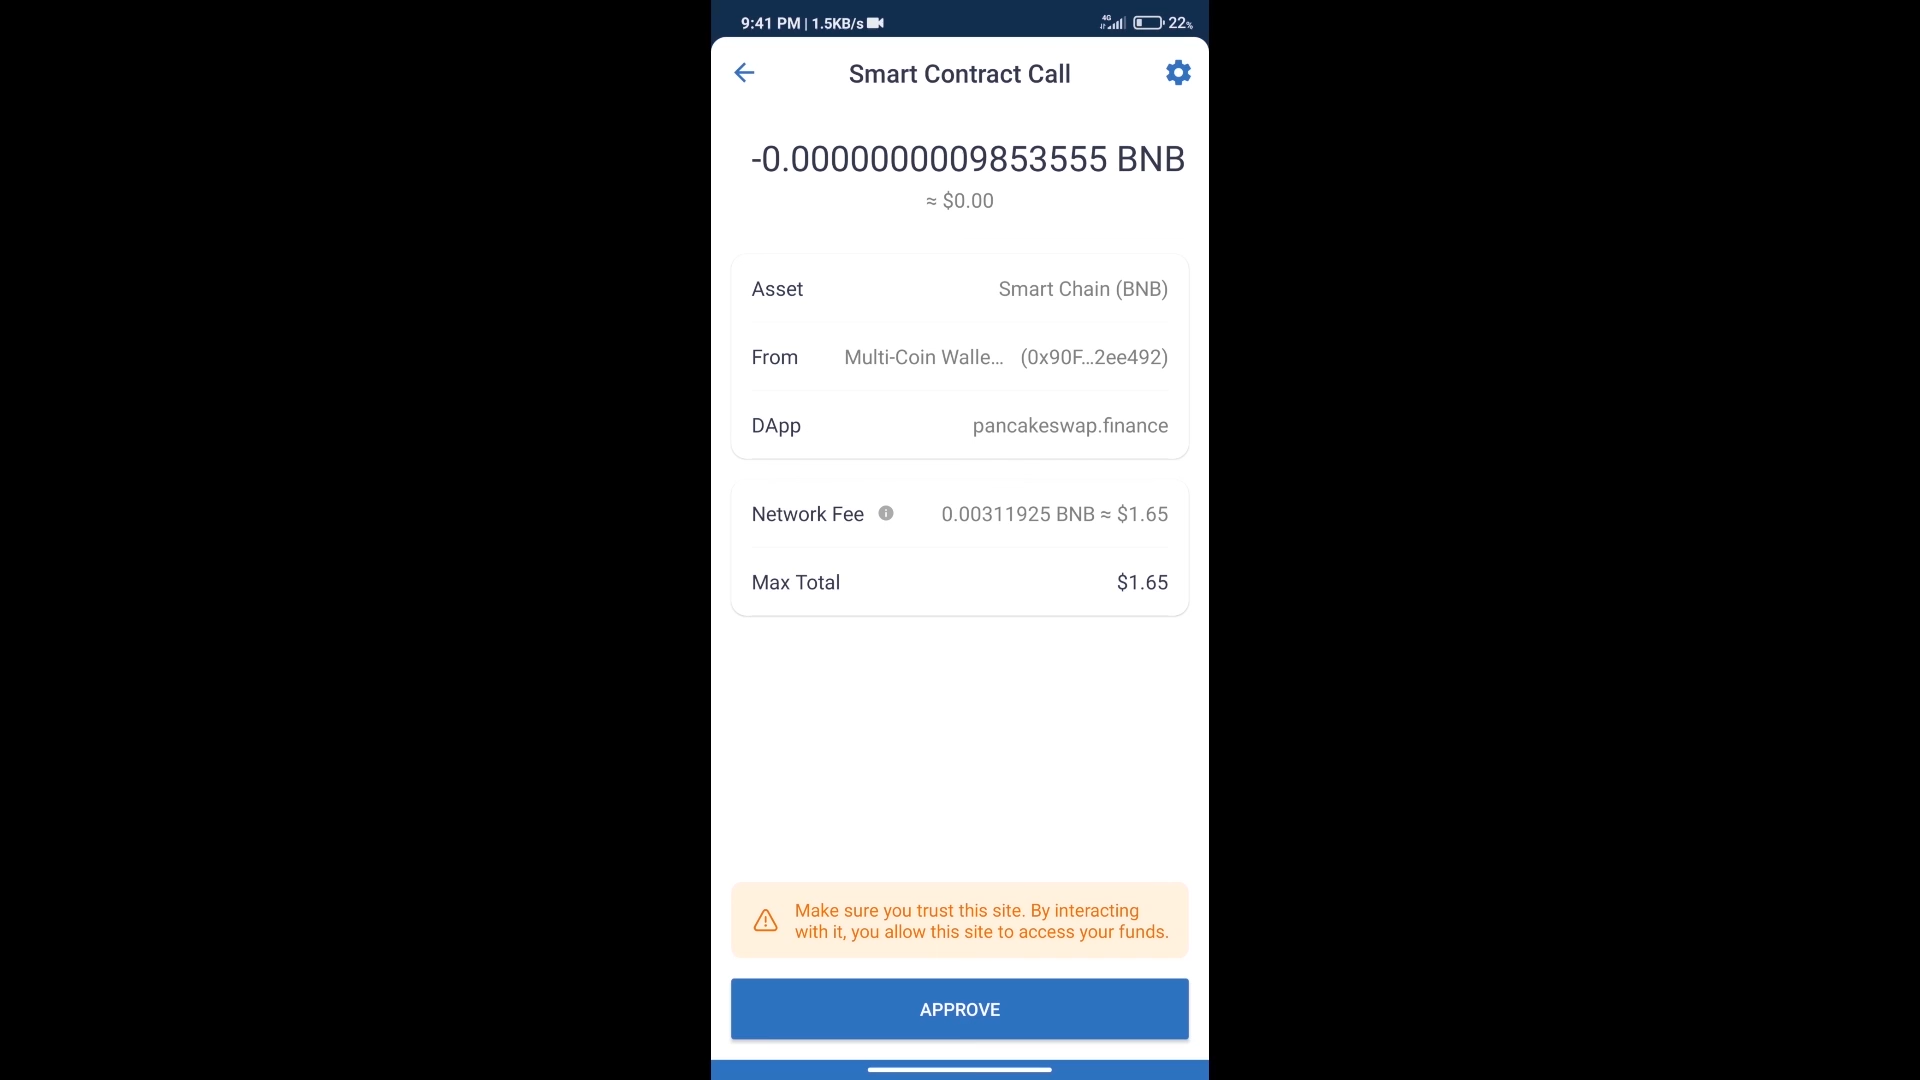 9:41 PM | 1.5KB/s 4G 22%
Smart Contract Call
-0.0000000009853555 BNB
≈ $0.00
Asset Smart Chain (BNB)
From Multi-Coin Walle... (0x90F...2ee492)
DApp pancakeswap.finance
Network Fee 0.00311925 BNB ≈ $1.65
Max Total $1.65
Make sure you trust this site. By interacting
with it, you allow this site to access your funds.
APPROVE